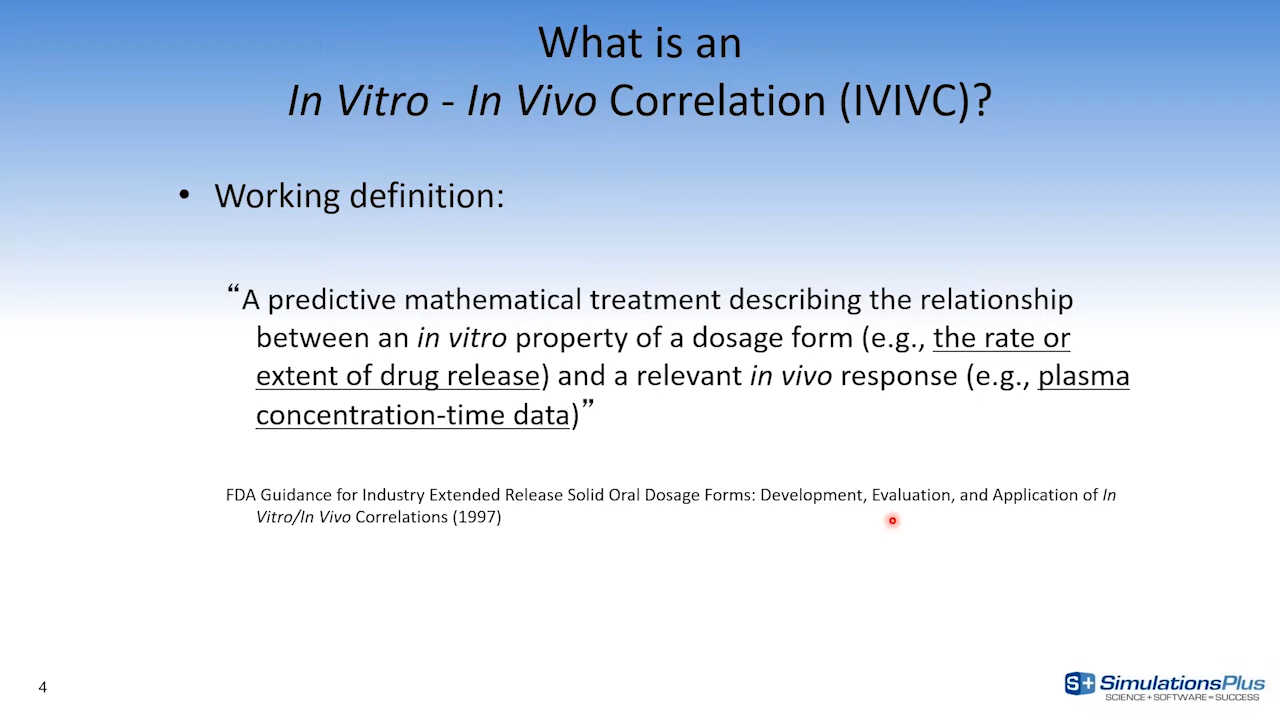 What is an
In Vitro - In Vivo Correlation (IVIVC)?
• Working definition:
“A predictive mathematical treatment describing the relationship
between an in vitro property of a dosage form (e.g., the rate or
extent of drug release) and a relevant in vivo response (e.g., plasma
concentration-time data)”
FDA Guidance for Industry Extended Release Solid Oral Dosage Forms: Development, Evaluation, and Application of In
Vitro/In Vivo Correlations (1997)
4
S+ SimulationsPlus
SCIENCE+SOFTWARE=SUCCESS